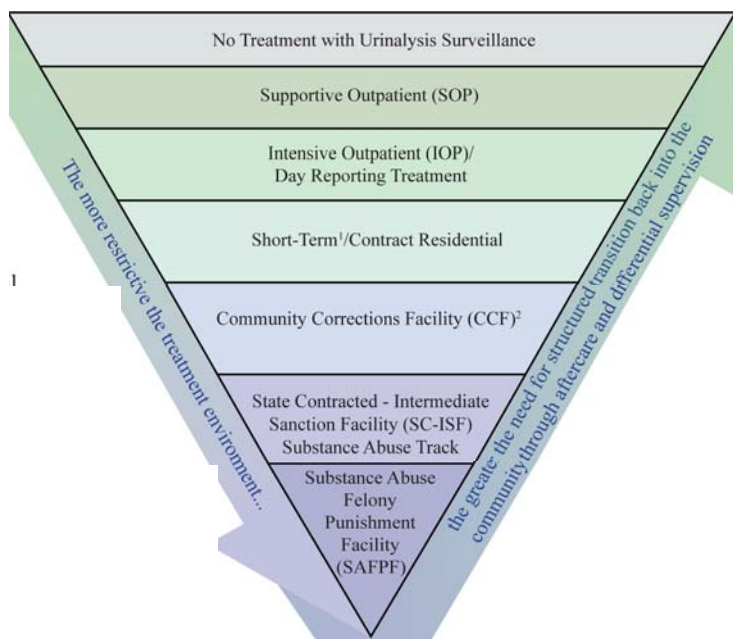 No Treatment with Urinalysis Surveillance
Supportive Outpatient (SOP)
Intensive Outpatient (IOP)/
Day Reporting Treatment
Short-Term¹/Contract Residential
Community Corrections Facility (CCF)²
State Contracted - Intermediate
Sanction Facility (SC-ISF)
Substance Abuse Track
Substance Abuse
Felony
Punishment
Facility
(SAFPF)
The more restrictive the treatment environment...
the greate- the need for structured transition back into the
community through aftercare and differential supervision
1